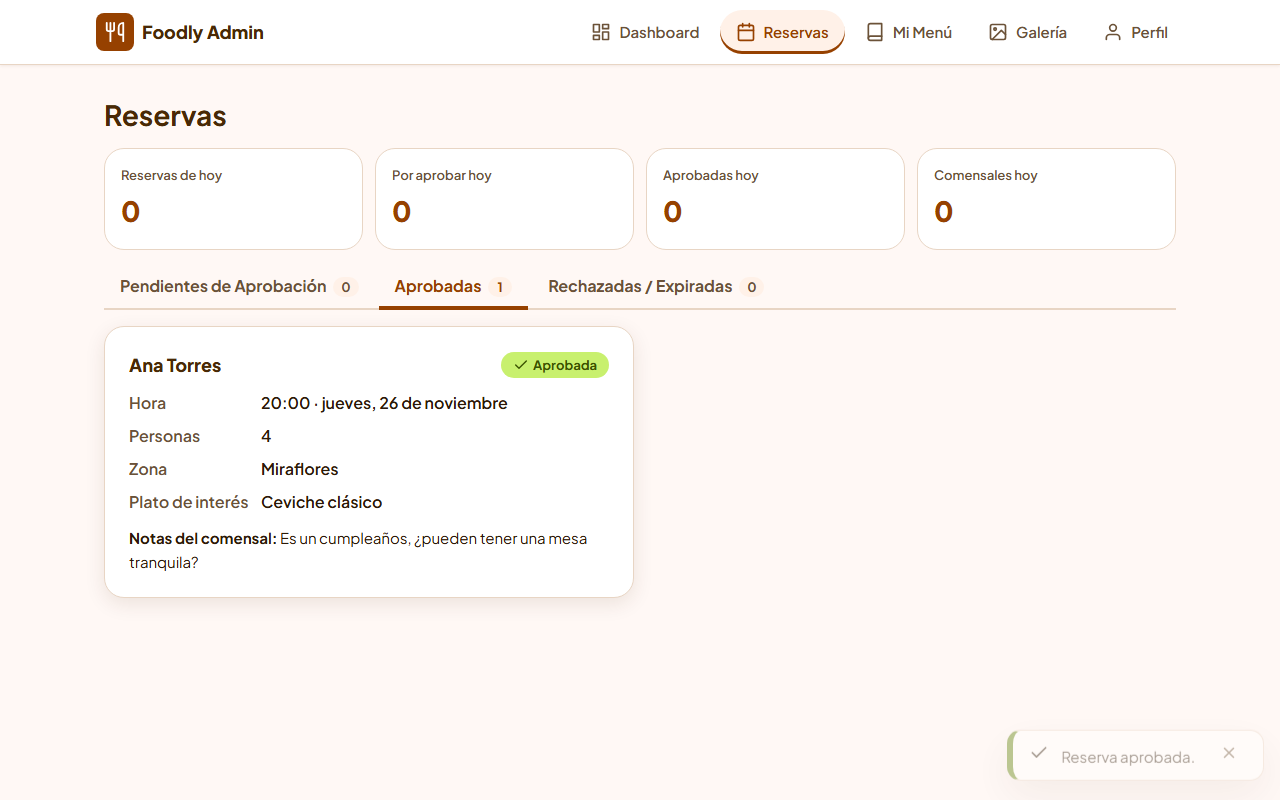 Foodly Admin
Dashboard
Reservas
Mi Menú
Galería
Perfil
Reservas
Reservas de hoy
0
Por aprobar hoy
0
Aprobadas hoy
0
Comensales hoy
0
Pendientes de Aprobación 0
Aprobadas 1
Rechazadas / Expiradas 0
Ana Torres
Aprobada
Hora 20:00 · jueves, 26 de noviembre
Personas 4
Zona Miraflores
Plato de interés Ceviche clásico
Notas del comensal: Es un cumpleaños, ¿pueden tener una mesa
tranquila?
Reserva aprobada.